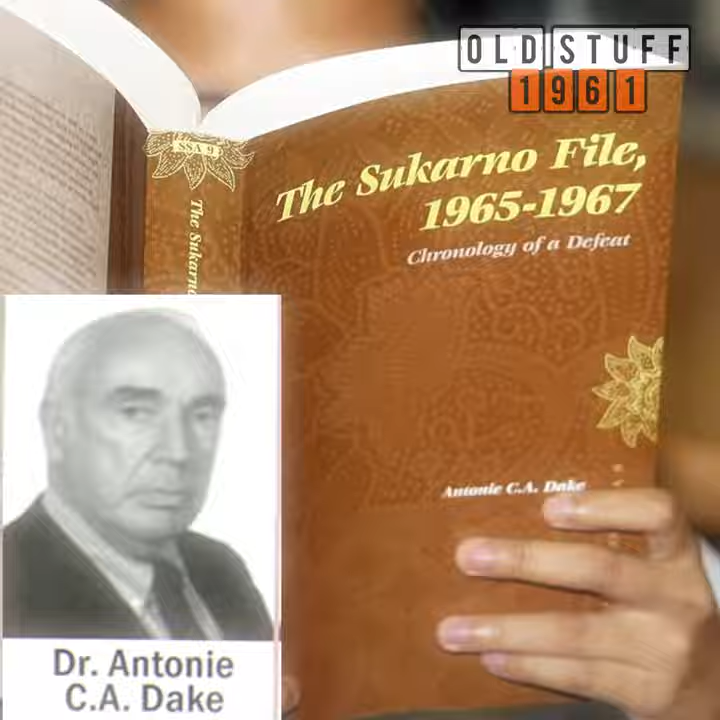 OLD STUFF
1961
SSA 9
The Sukarno
The Sukarno File,
1965-1967
Chronology of a Defeat
Antonie C.A. Dake
Dr. Antonie
C.A. Dake